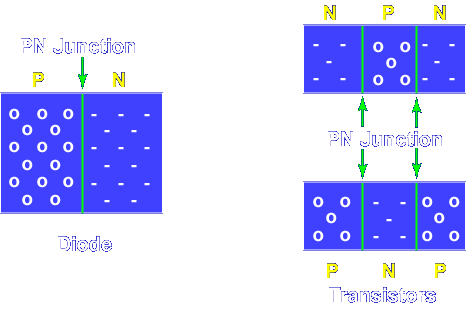 PN Junction
P N
Diode
N P N
PN Junction
P N P
Transistors